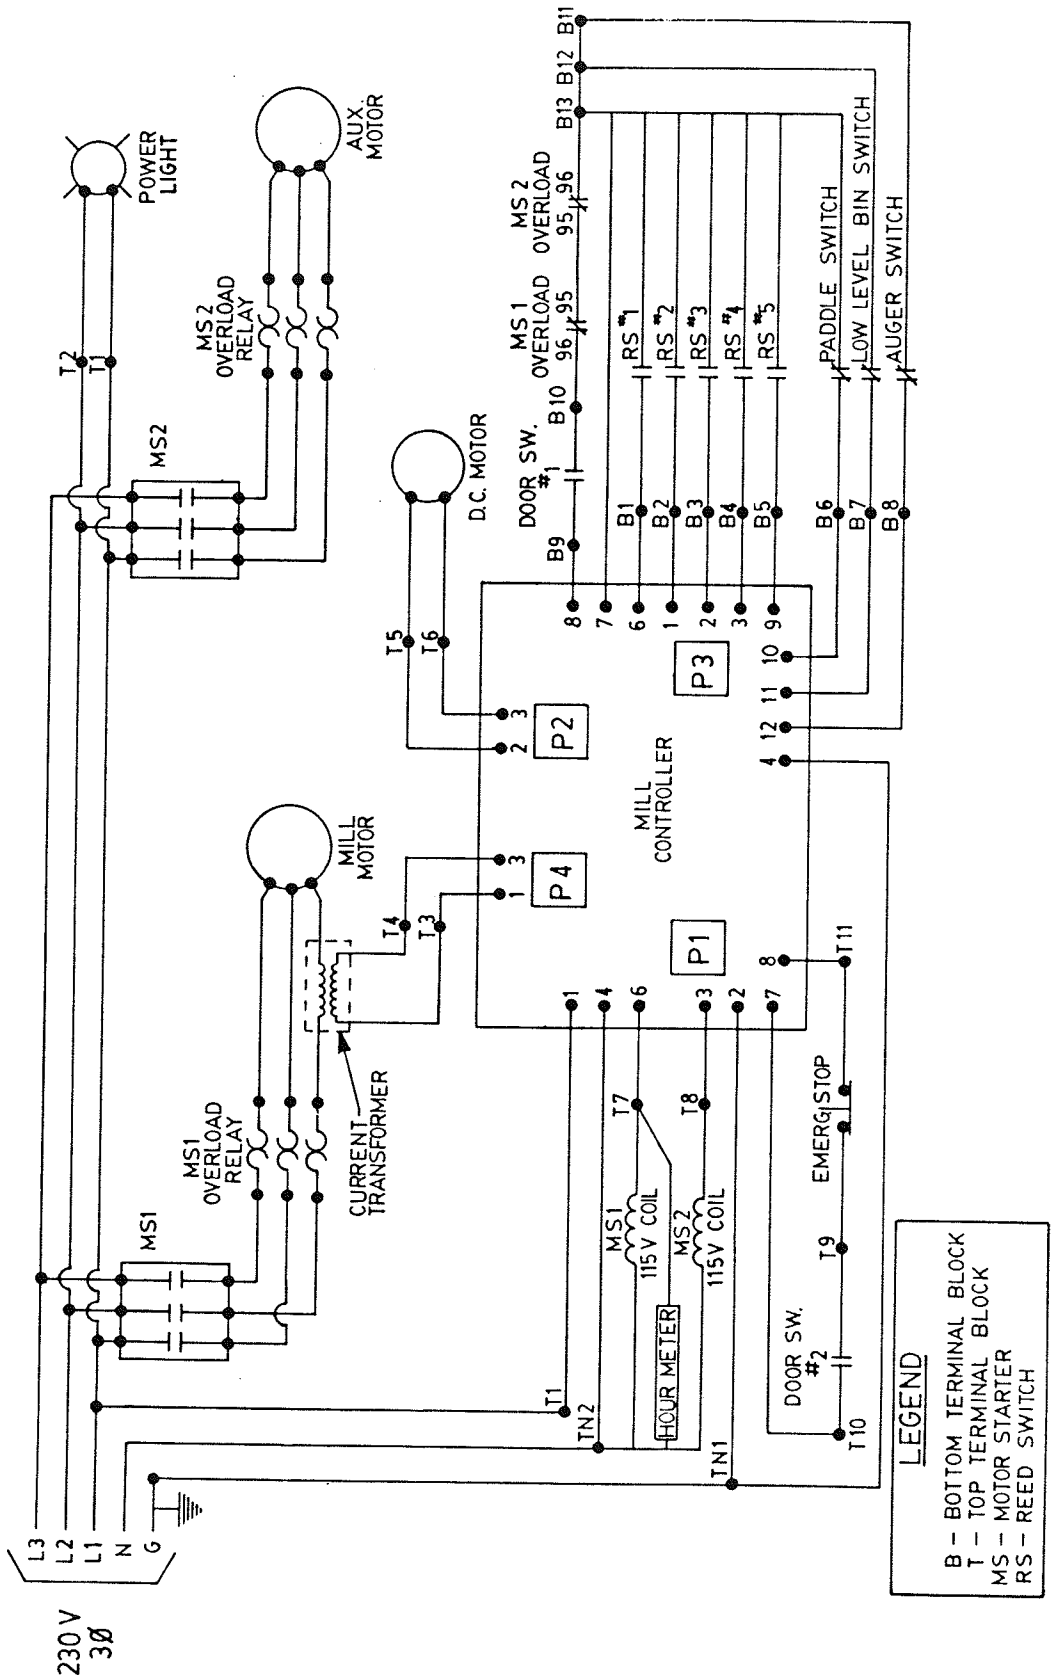 230 V
3Ø
L3
L2
L1
N
G
MS1
MS1
OVERLOAD
RELAY
CURRENT
TRANSFORMER
MILL
MOTOR
MS2
MS2
OVERLOAD
RELAY
T2
T1
POWER
LIGHT
AUX.
MOTOR
T4
T3
T5
T6
D.C. MOTOR
T1
TN2
TN1
HOUR METER
MS1
115V COIL
MS2
115V COIL
T7
T8
1
4
6
3
2
7
8
P1
P4
1
3
P2
2
3
MILL
CONTROLLER
P3
8
7
6
1
2
3
9
10
11
12
4
T10
DOOR SW.
#2
T9
EMERG STOP
T11
B9
DOOR SW.
#1
B10
MS1
OVERLOAD
96
95
MS2
OVERLOAD
95
96
B13
B12
B11
B1
RS #1
B2
RS #2
B3
RS #3
B4
RS #4
B5
RS #5
B6
PADDLE SWITCH
B7
LOW LEVEL BIN SWITCH
B8
AUGER SWITCH
LEGEND
B – BOTTOM TERMINAL BLOCK
T – TOP TERMINAL BLOCK
MS – MOTOR STARTER
RS – REED SWITCH